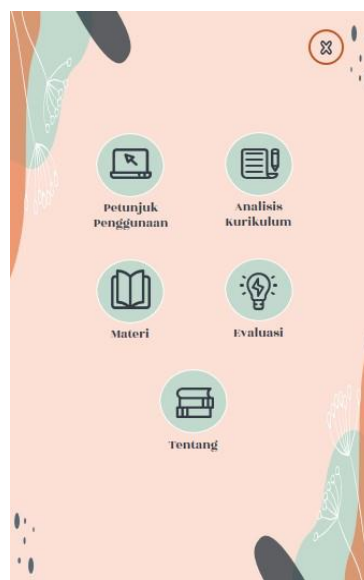 Petunjuk
Penggunaan
Analisis
Kurikulum
Materi
Evaluasi
Tentang